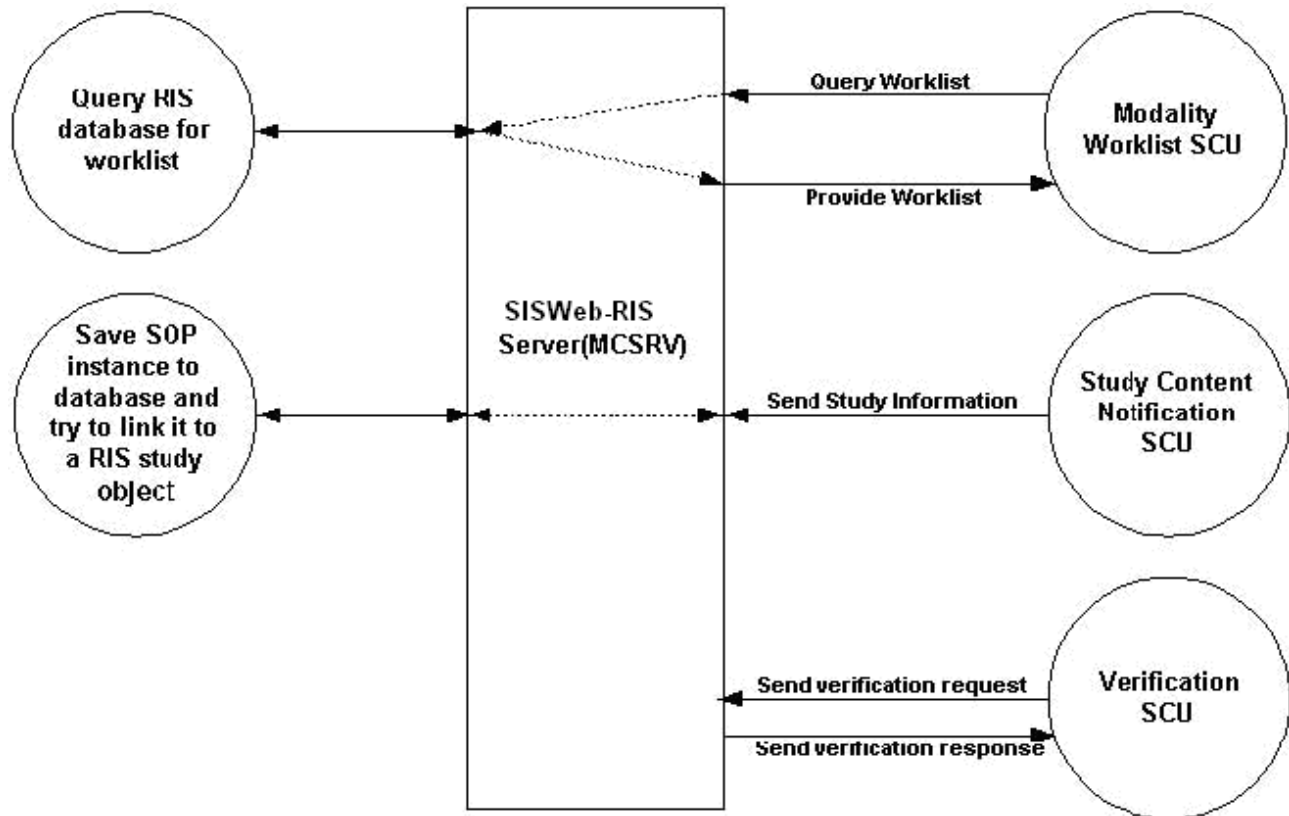 Query RIS
database for
worklist
Query Worklist
Modality
Worklist SCU
Provide Worklist
SISWeb-RIS
Server(MCSRV)
Save SOP
instance to
database and
try to link it to
a RIS study
object
Send Study Information
Study Content
Notification
SCU
Send verification request
Verification
SCU
Send verification response